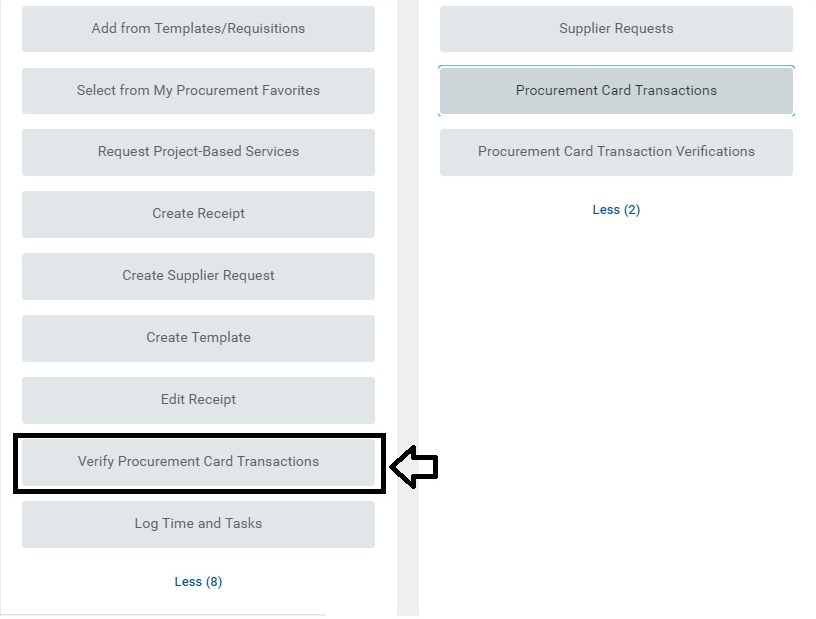 Add from Templates/Requisitions
Select from My Procurement Favorites
Request Project-Based Services
Create Receipt
Create Supplier Request
Create Template
Edit Receipt
Verify Procurement Card Transactions
Log Time and Tasks
Less (8)
Supplier Requests
Procurement Card Transactions
Procurement Card Transaction Verifications
Less (2)